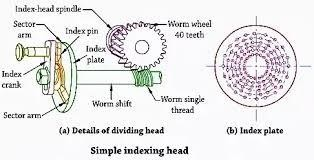 Index-head spindle
Sector
arm
Index pin
Worm wheel
40 teeth
Index
plate
Index
crank
Worm shift
Worm single
thread
Sector arm
(a) Details of dividing head
(b) Index plate
Simple indexing head